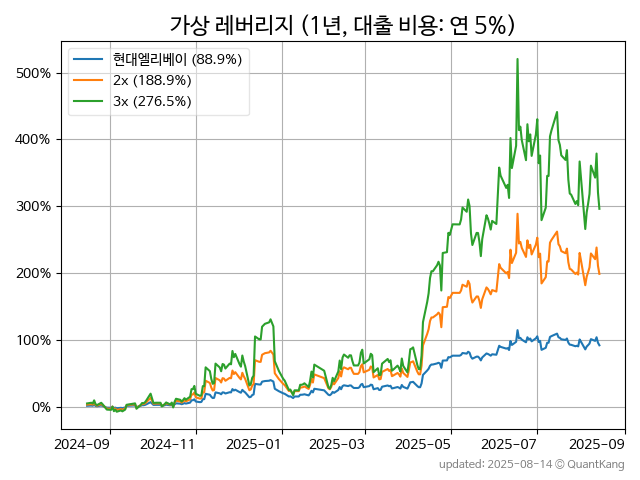 가상 레버리지 (1년, 대출 비용: 연 5%)
현대엘리베이 (88.9%)
2x (188.9%)
3x (276.5%)
500%
400%
300%
200%
100%
0%
2024-09 2024-11 2025-01 2025-03 2025-05 2025-07 2025-09
updated: 2025-08-14 © QuantKang